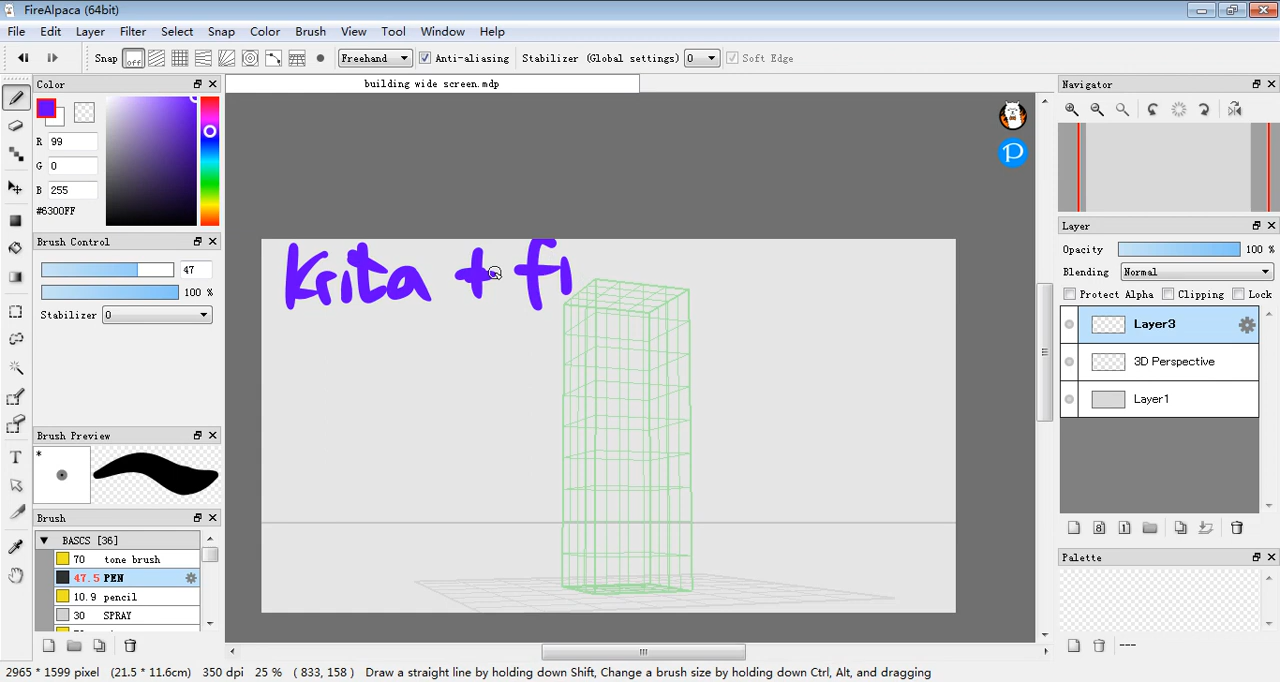 FireAlpaca (64bit)
File Edit Layer Filter Select Snap Color Brush View Tool Window Help
Snap off Freehand Anti-aliasing Stabilizer (Global settings) 0 Soft Edge
Color
building wide screen.mdp
Navigator
R 99
G 0
B 255
#6300FF
Brush Control
47
100 %
Stabilizer 0
krita + fi
P
Layer
Opacity 100 %
Blending Normal
Protect Alpha Clipping Lock
Layer3
3D Perspective
Layer1
Brush Preview
*
T
Brush
BASCS [36]
70 tone brush
47.5 PEN
10.9 pencil
30 SPRAY
8 1
Palette
---
2965 * 1599 pixel (21.5 * 11.6cm) 350 dpi 25 % ( 833, 158 ) Draw a straight line by holding down Shift, Change a brush size by holding down Ctrl, Alt, and dragging